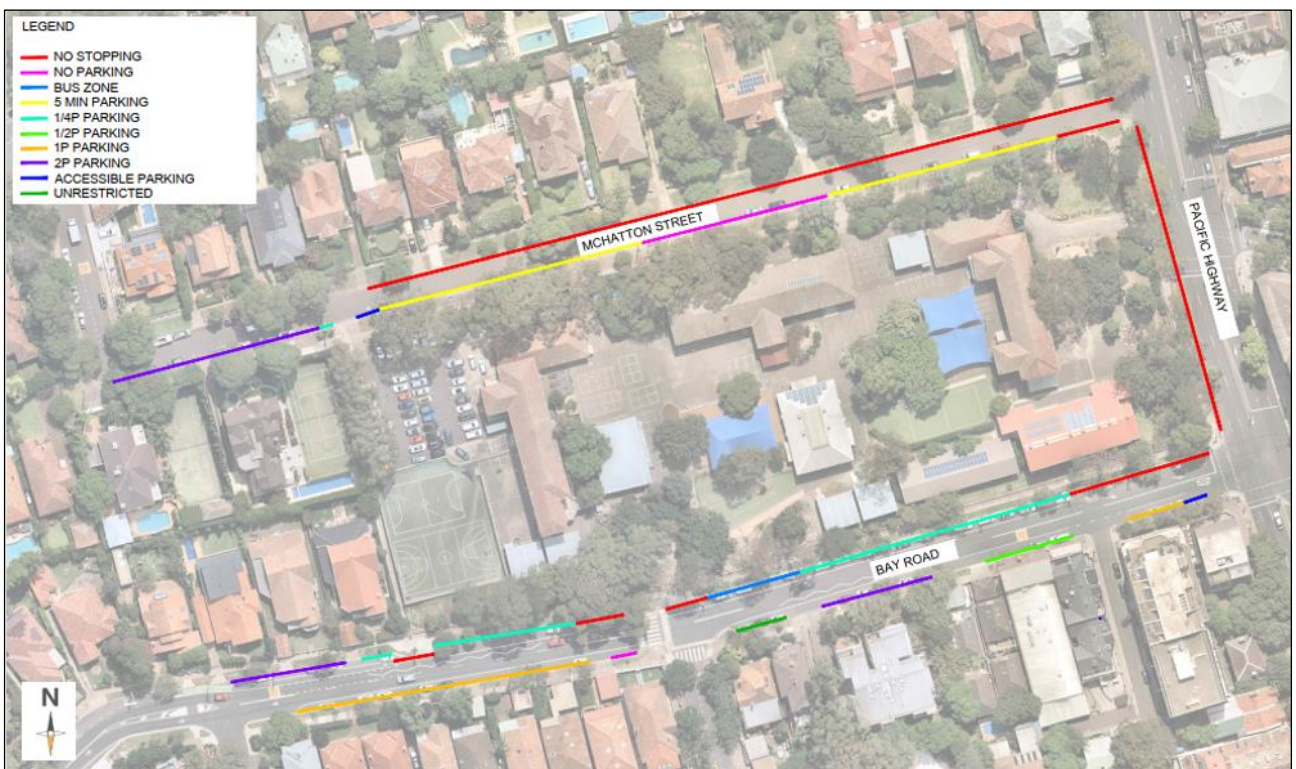 LEGEND
NO STOPPING
NO PARKING
BUS ZONE
5 MIN PARKING
1/4P PARKING
1/2P PARKING
1P PARKING
2P PARKING
ACCESSIBLE PARKING
UNRESTRICTED
MCHATTON STREET
PACIFIC HIGHWAY
BAY ROAD
N